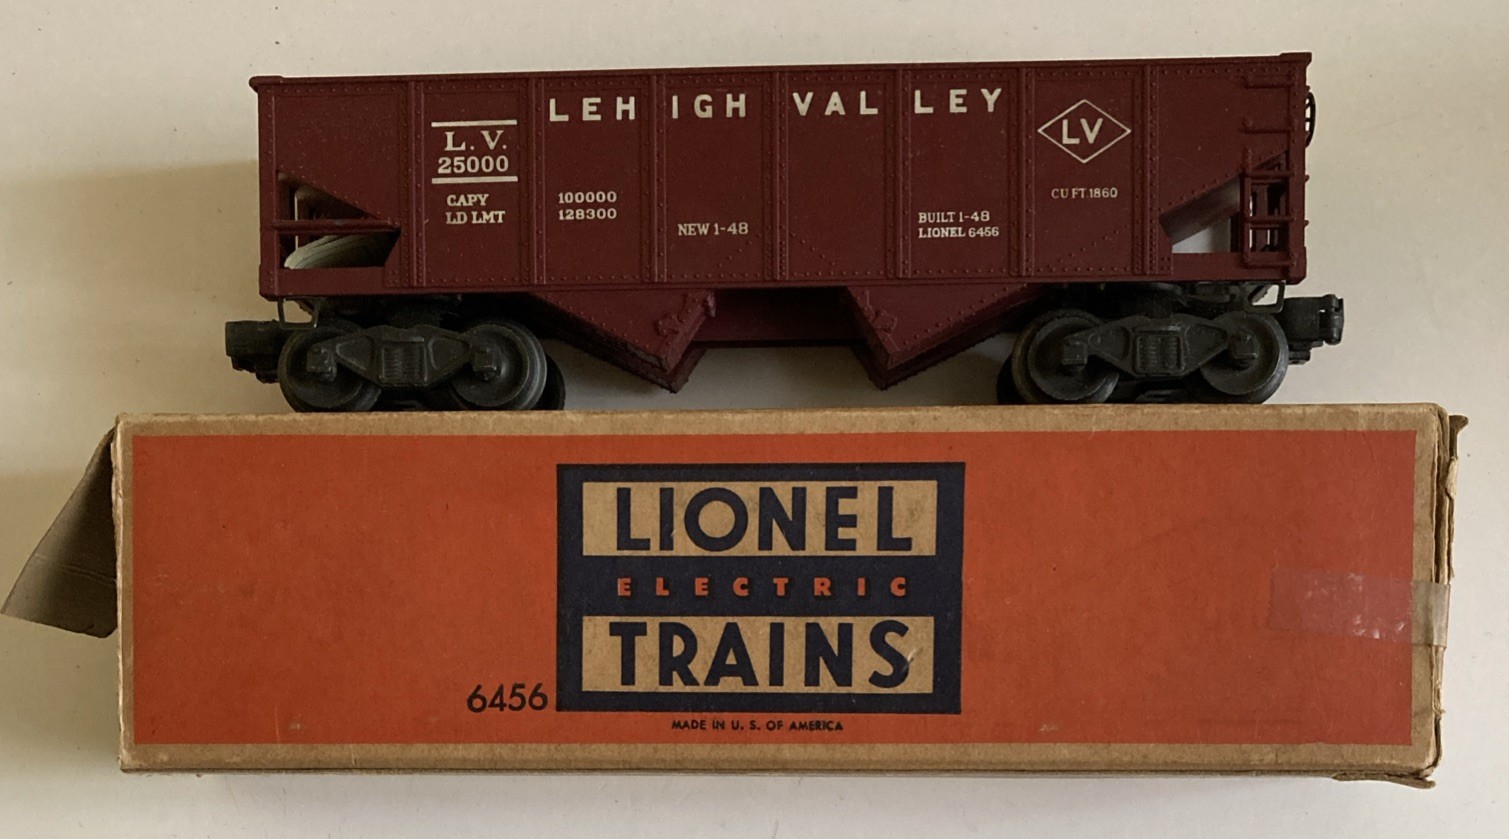 LEHIGH VALLEY
L.V.
25000
CAPY 100000
LD LMT 128300
NEW 1-48
BUILT 1-48
LIONEL 6456
LV
CU FT. 1860
LIONEL
ELECTRIC
TRAINS
6456
MADE IN U. S. OF AMERICA